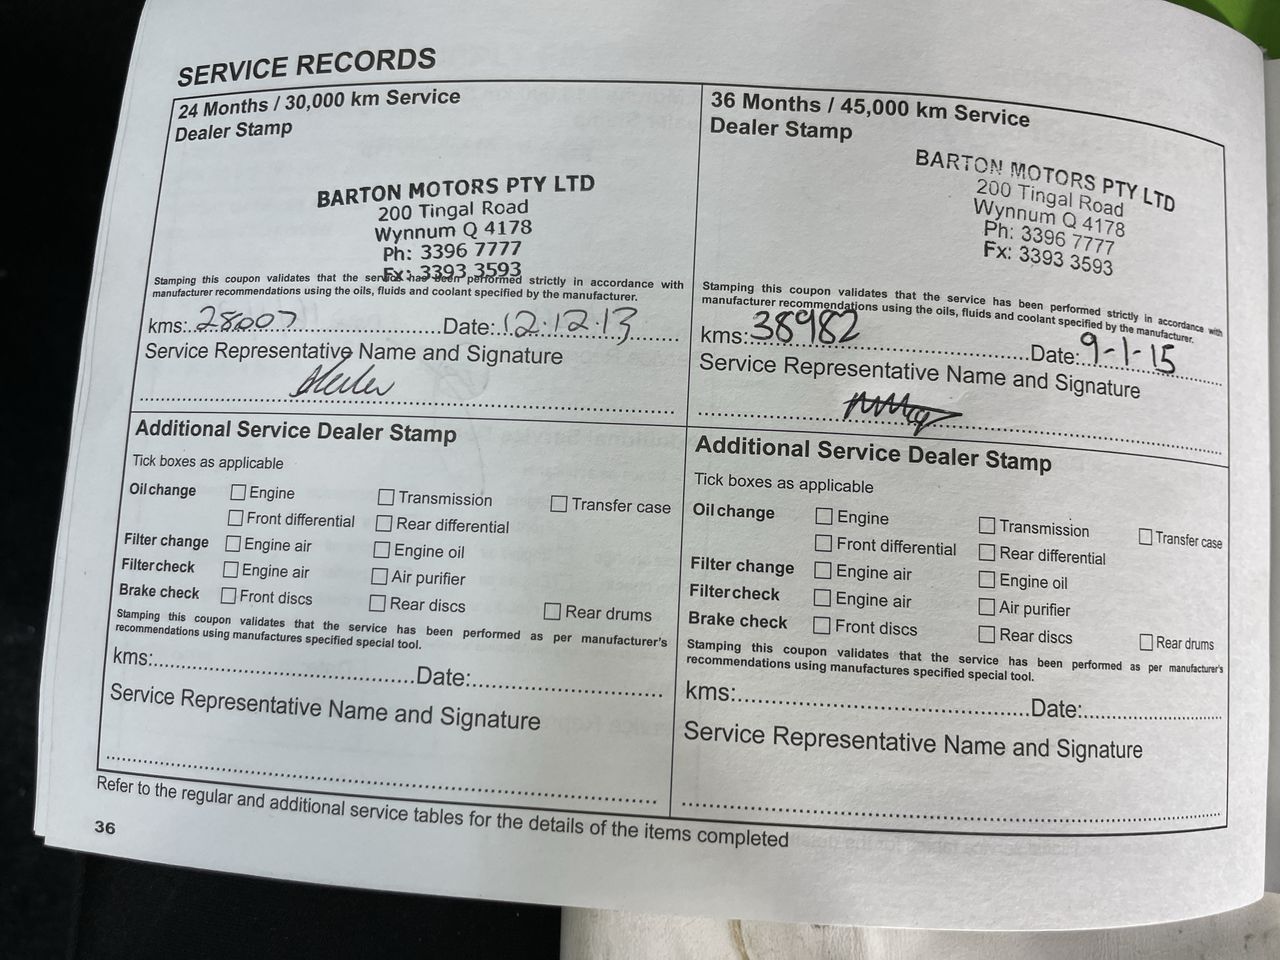 SERVICE RECORDS
24 Months / 30,000 km Service
Dealer Stamp
BARTON MOTORS PTY LTD
200 Tingal Road
Wynnum Q 4178
Ph: 3396 7777
Fx: 3393 3593
Stamping this coupon validates that the service has been performed strictly in accordance with
manufacturer recommendations using the oils, fluids and coolant specified by the manufacturer.
kms: 28007 Date: 12.12.13
Service Representative Name and Signature
Additional Service Dealer Stamp
Tick boxes as applicable
Oil change Engine Transmission Transfer case
Front differential Rear differential
Filter change Engine air Engine oil
Filter check Engine air Air purifier
Brake check Front discs Rear discs Rear drums
Stamping this coupon validates that the service has been performed as per manufacturer's
recommendations using manufactures specified special tool.
kms: Date:
Service Representative Name and Signature
36 Months / 45,000 km Service
Dealer Stamp
BARTON MOTORS PTY LTD
200 Tingal Road
Wynnum Q 4178
Ph: 3396 7777
Fx: 3393 3593
Stamping this coupon validates that the service has been performed strictly in accordance with
manufacturer recommendations using the oils, fluids and coolant specified by the manufacturer.
kms: 38982 Date: 9-1-15
Service Representative Name and Signature
Additional Service Dealer Stamp
Tick boxes as applicable
Oil change Engine Transmission Transfer case
Front differential Rear differential
Filter change Engine air Engine oil
Filter check Engine air Air purifier
Brake check Front discs Rear discs Rear drums
Stamping this coupon validates that the service has been performed as per manufacturer's
recommendations using manufactures specified special tool.
kms: Date:
Service Representative Name and Signature
Refer to the regular and additional service tables for the details of the items completed
36